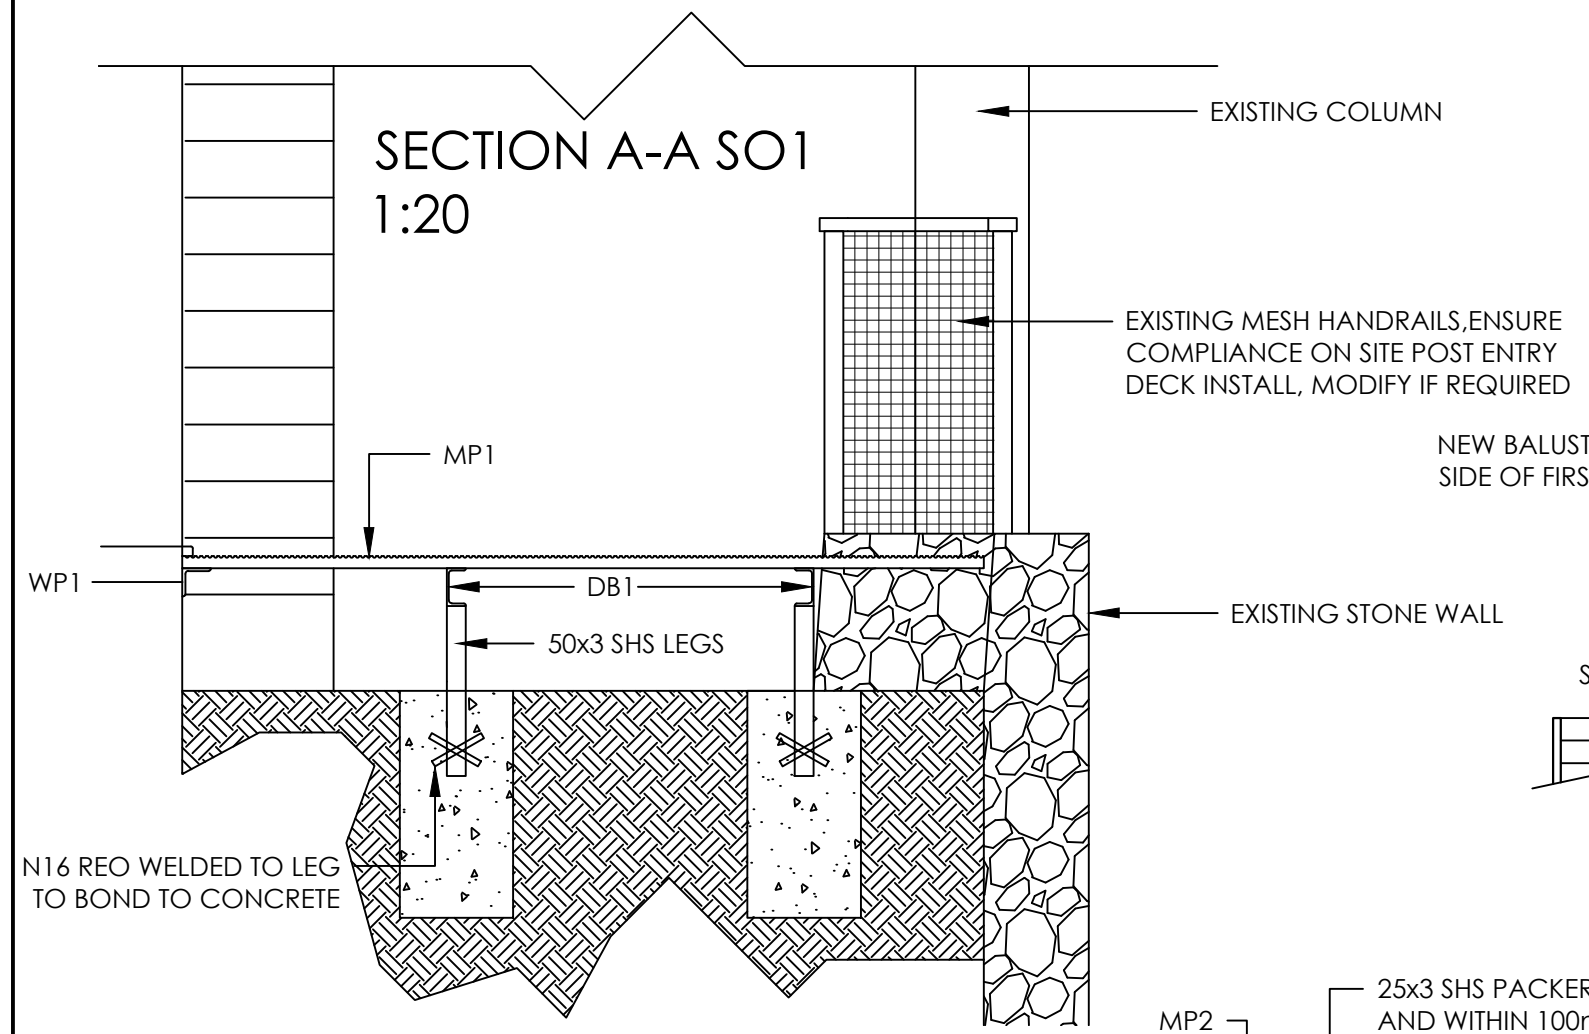 SECTION A-A SO1
1:20
EXISTING COLUMN
EXISTING MESH HANDRAILS,ENSURE
COMPLIANCE ON SITE POST ENTRY
DECK INSTALL, MODIFY IF REQUIRED
NEW BALUST
SIDE OF FIRS
MP1
WP1
DB1
50x3 SHS LEGS
EXISTING STONE WALL
S
N16 REO WELDED TO LEG
TO BOND TO CONCRETE
MP2
25x3 SHS PACKER
AND WITHIN 100